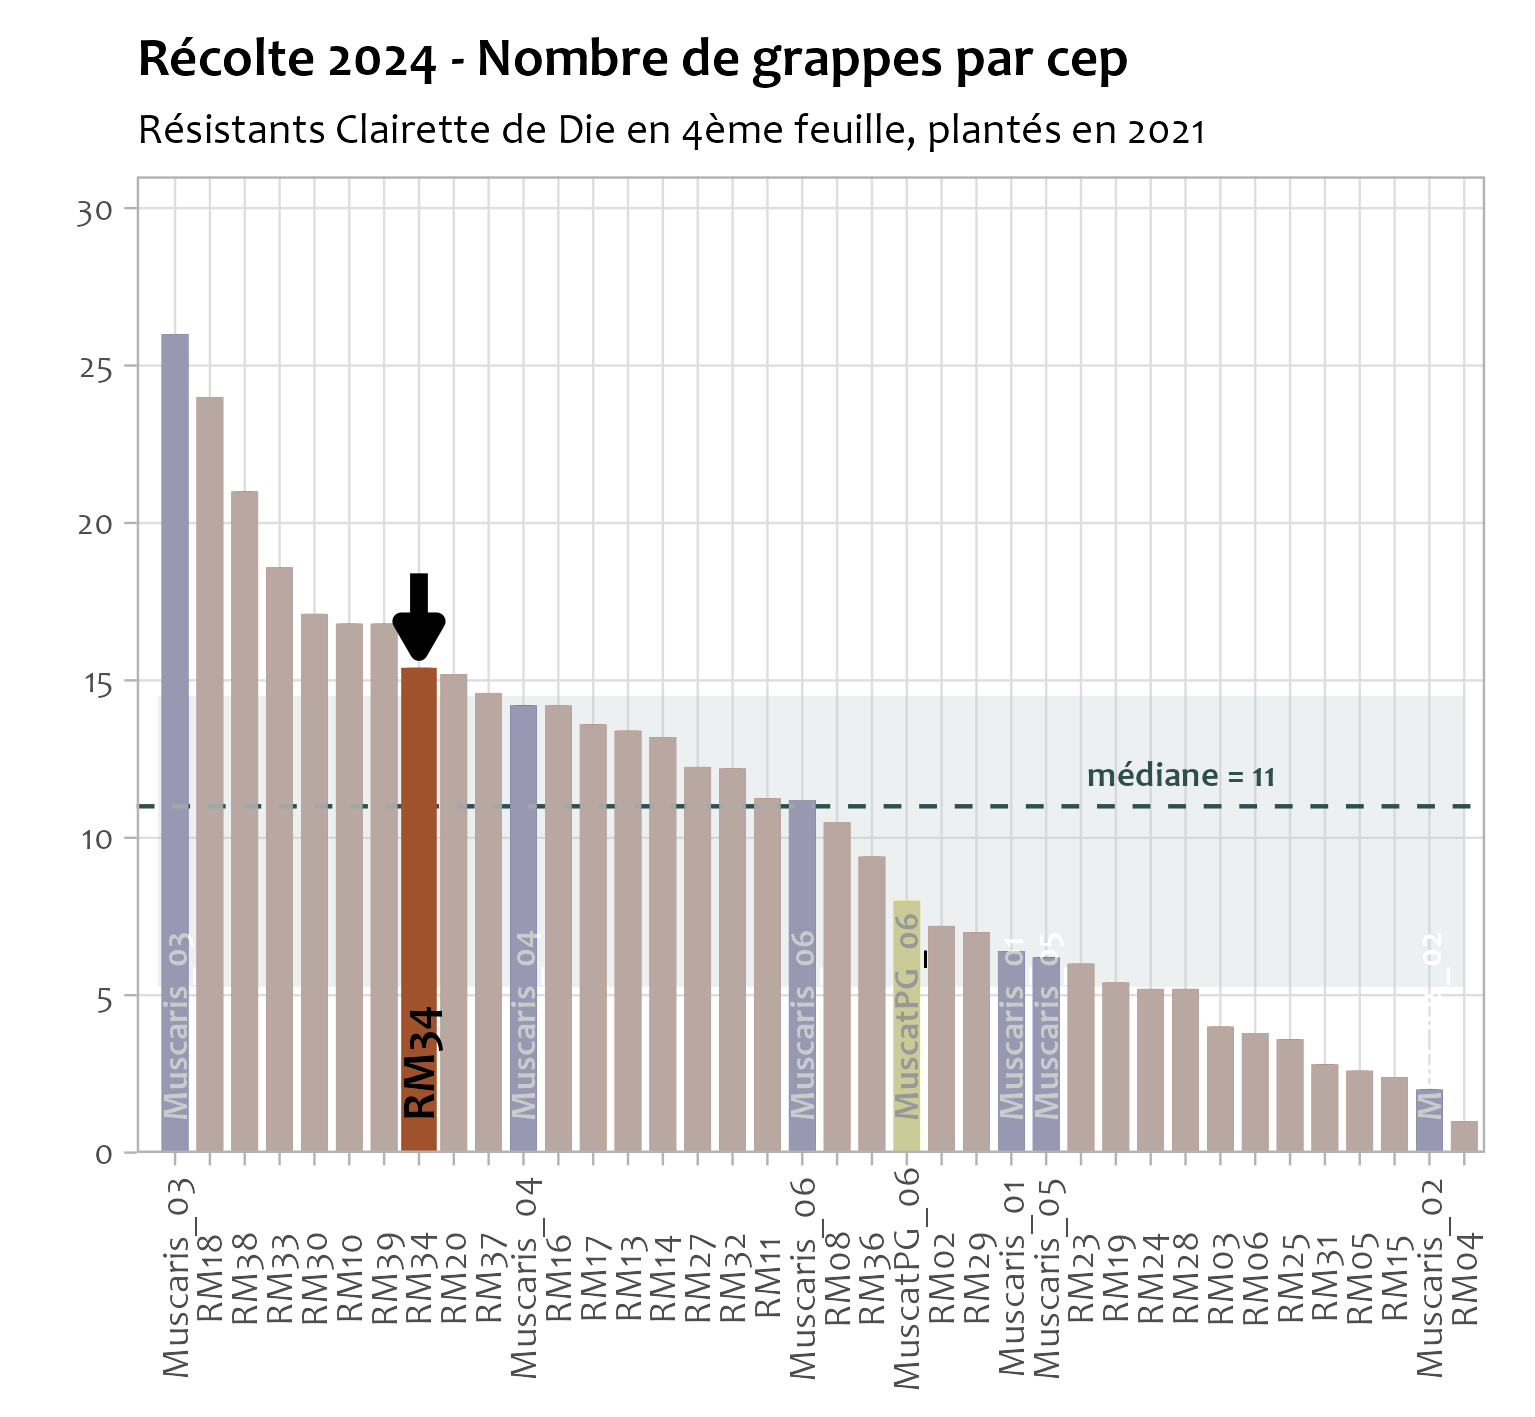 Récolte 2024 - Nombre de grappes par cep
Résistants Clairette de Die en 4ème feuille, plantés en 2021
30
25
20
15
10
5
0
médiane = 11
Muscaris_03
RM34
Muscaris_04
Muscaris_06
MuscatPG_06
Muscaris_01
Muscaris_05
Muscaris_02
Muscaris_03
RM18
RM38
RM33
RM30
RM10
RM39
RM34
RM20
RM37
Muscaris_04
RM16
RM17
RM13
RM14
RM27
RM32
RM11
Muscaris_06
RM08
RM36
MuscatPG_06
RM02
RM29
Muscaris_01
Muscaris_05
RM23
RM19
RM24
RM28
RM03
RM06
RM25
RM31
RM05
RM15
Muscaris_02
RM04